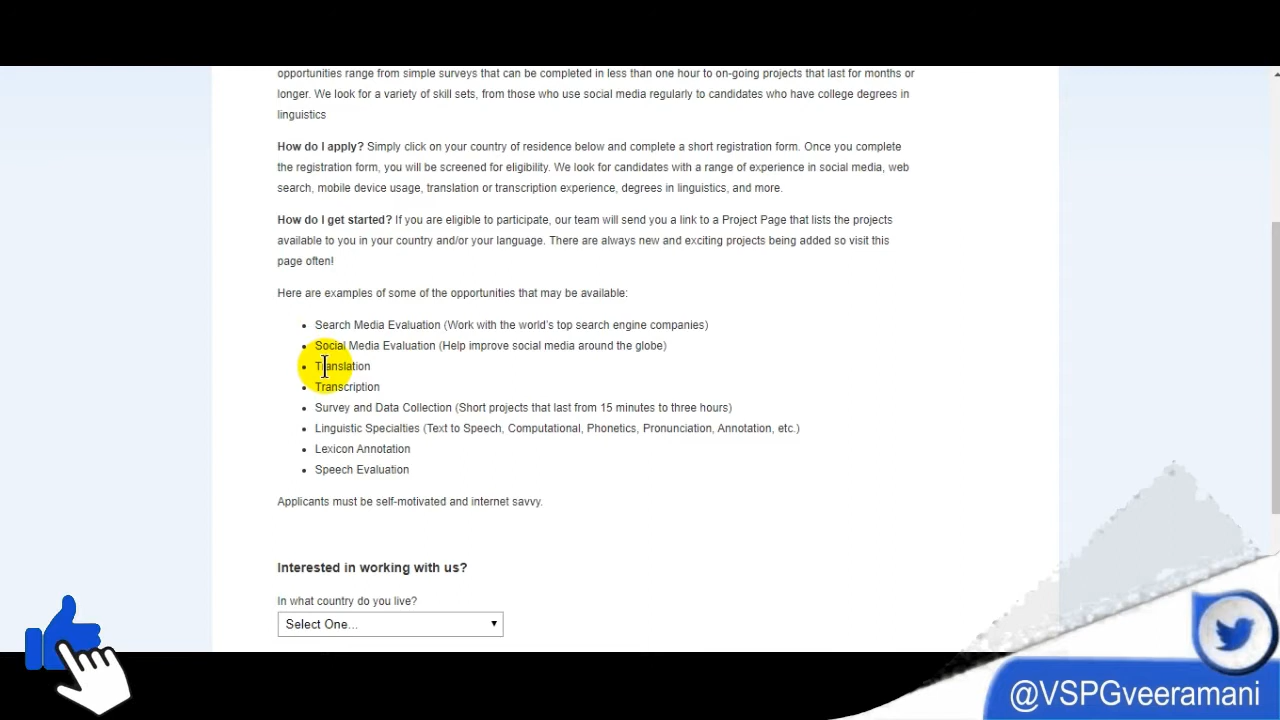 opportunities range from simple surveys that can be completed in less than one hour to on-going projects that last for months or
longer. We look for a variety of skill sets, from those who use social media regularly to candidates who have college degrees in
linguistics
How do I apply? Simply click on your country of residence below and complete a short registration form. Once you complete
the registration form, you will be screened for eligibility. We look for candidates with a range of experience in social media, web
search, mobile device usage, translation or transcription experience, degrees in linguistics, and more.
How do I get started? If you are eligible to participate, our team will send you a link to a Project Page that lists the projects
available to you in your country and/or your language. There are always new and exciting projects being added so visit this
page often!
Here are examples of some of the opportunities that may be available:
• Search Media Evaluation (Work with the world's top search engine companies)
• Social Media Evaluation (Help improve social media around the globe)
• Translation
• Transcription
• Survey and Data Collection (Short projects that last from 15 minutes to three hours)
• Linguistic Specialties (Text to Speech, Computational, Phonetics, Pronunciation, Annotation, etc.)
• Lexicon Annotation
• Speech Evaluation
Applicants must be self-motivated and internet savvy.
Interested in working with us?
In what country do you live?
Select One...
@VSPGveeramani